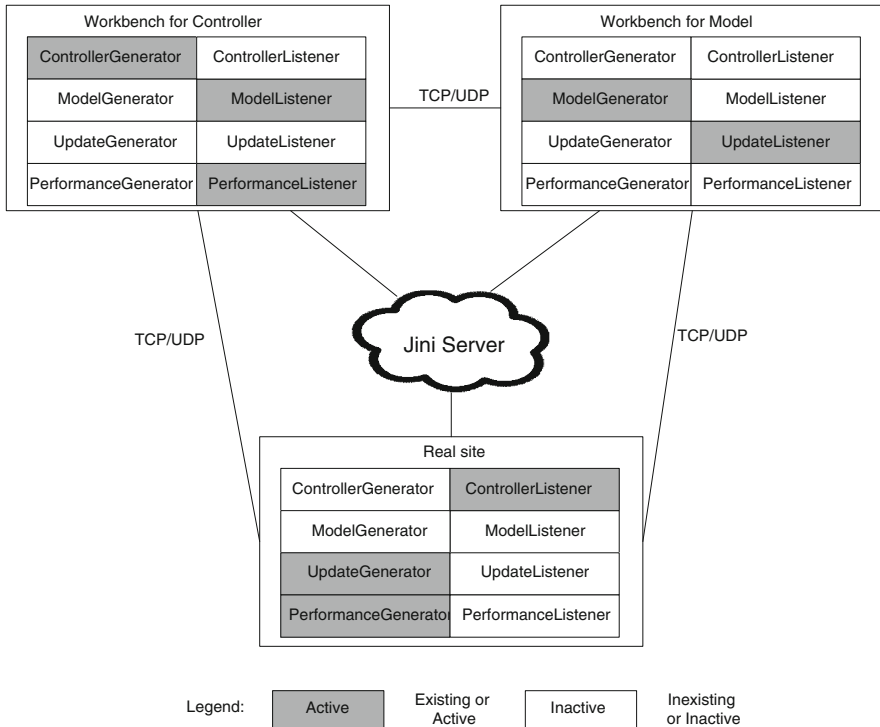 Workbench for Controller
ControllerGenerator ControllerListener
ModelGenerator ModelListener
UpdateGenerator UpdateListener
PerformanceGenerator PerformanceListener
TCP/UDP
Workbench for Model
ControllerGenerator ControllerListener
ModelGenerator ModelListener
UpdateGenerator UpdateListener
PerformanceGenerator PerformanceListener
TCP/UDP
Jini Server
TCP/UDP
Real site
ControllerGenerator ControllerListener
ModelGenerator ModelListener
UpdateGenerator UpdateListener
PerformanceGenerator PerformanceListener
Legend:
Active
Existing or
Active
Inactive
Inexisting
or Inactive